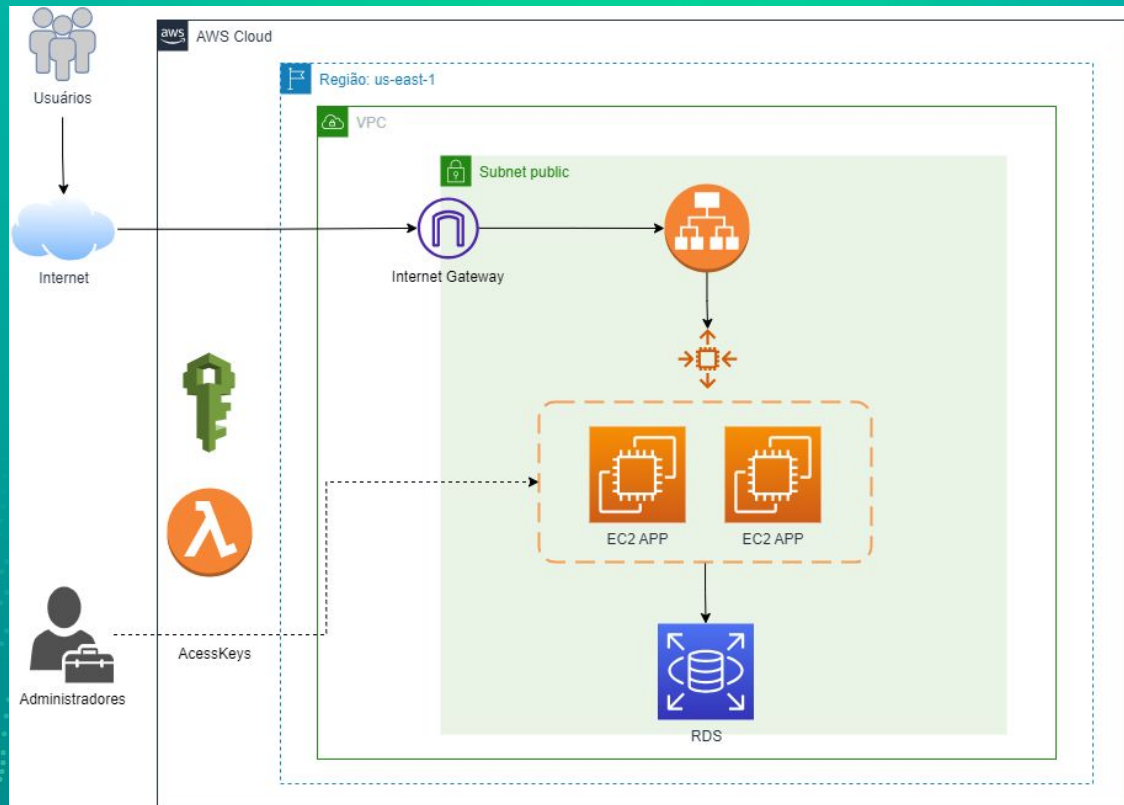 Usuários
aws
AWS Cloud
Região: us-east-1
VPC
Subnet public
Internet
Internet Gateway
EC2 APP
EC2 APP
AcessKeys
Administradores
RDS